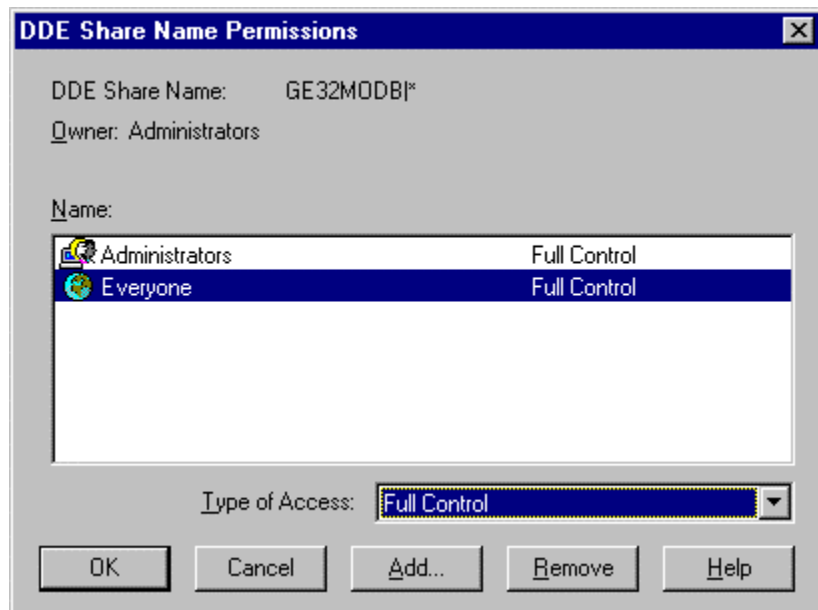 DDE Share Name Permissions
DDE Share Name: GE32MODB|*
Owner: Administrators
Name:
Administrators Full Control
Everyone Full Control
Type of Access: Full Control
OK Cancel Add... Remove Help